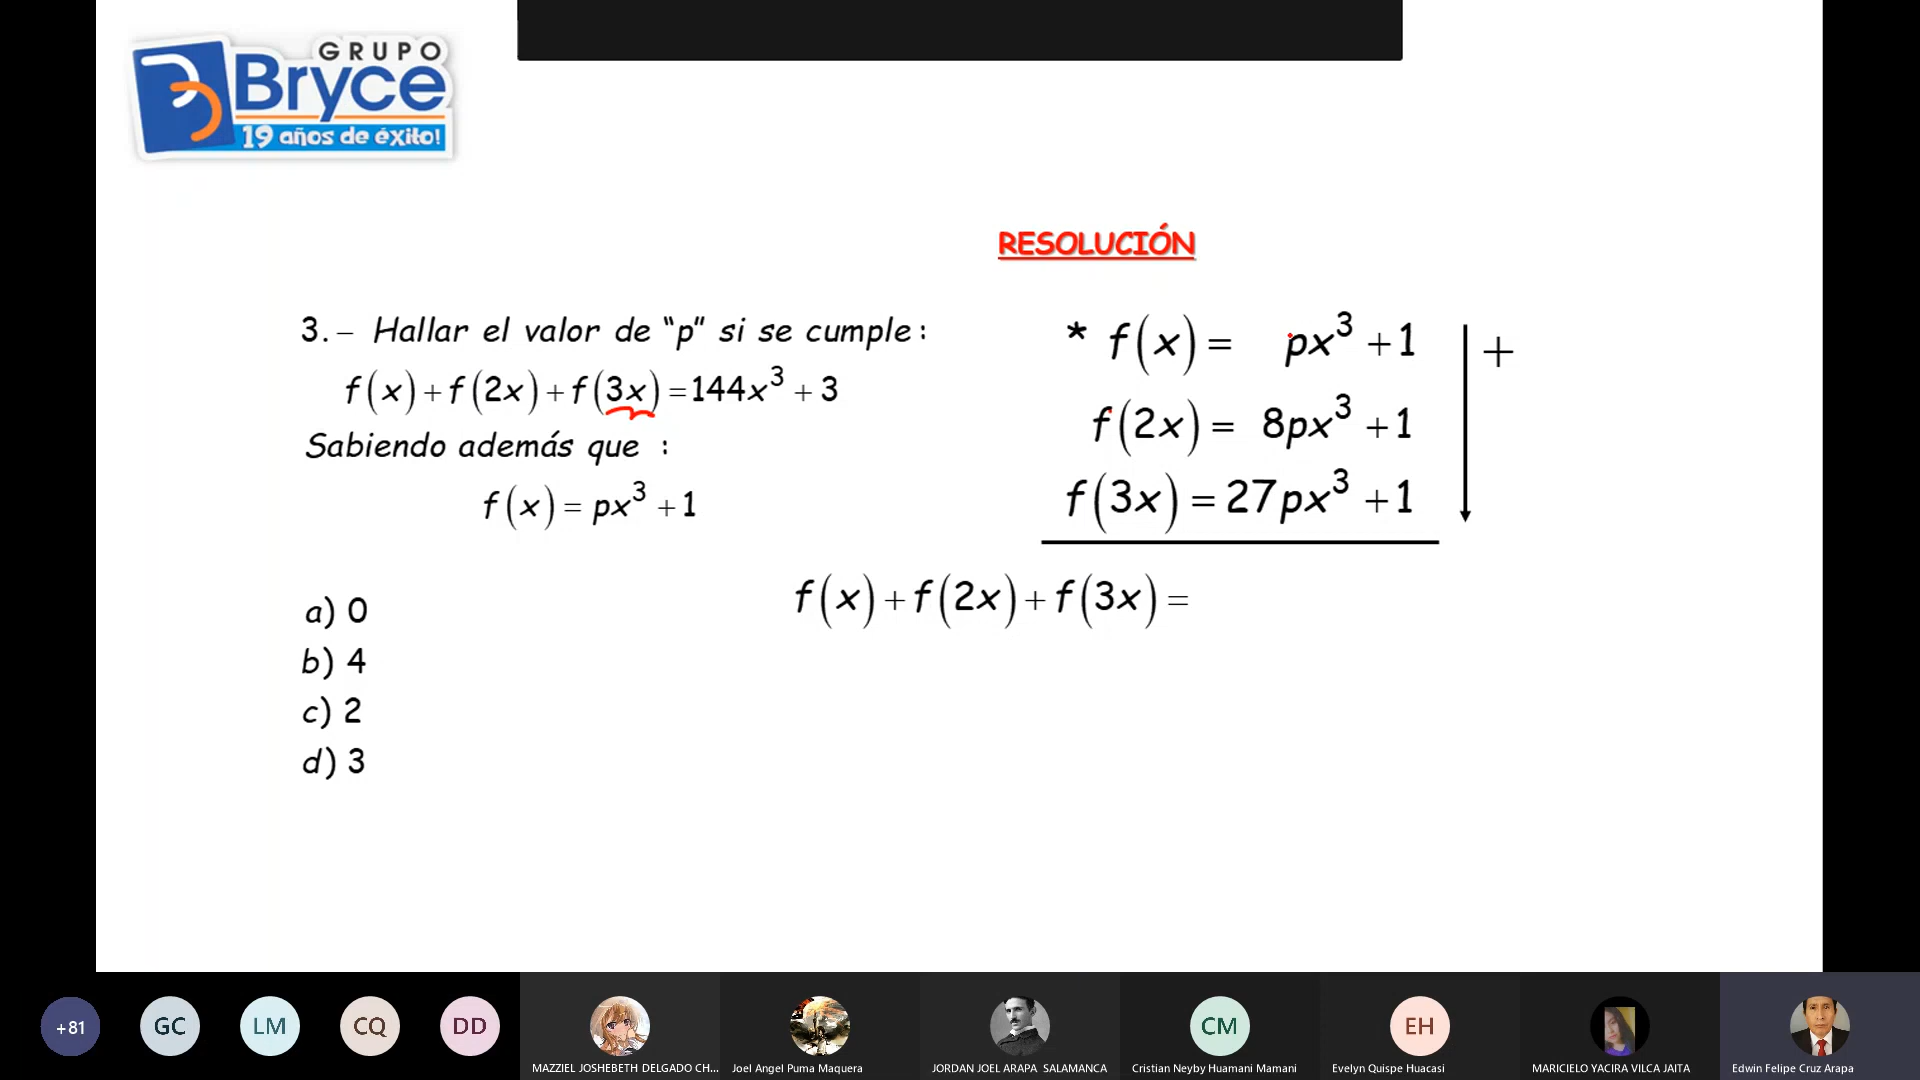 GRUPO
Bryce
19 años de éxito!
RESOLUCIÓN
3.– Hallar el valor de “p” si se cumple:
f(x)+f(2x)+f(3x)=144x³+3
Sabiendo además que :
f(x)=px³+1
a) 0
b) 4
c) 2
d) 3
* f(x)= px³+1
f(2x)= 8px³+1
f(3x)=27px³+1
+
f(x)+f(2x)+f(3x)=
+81
GC
LM
CQ
DD
MAZZIEL JOSHEBETH DELGADO CH...
Joel Angel Puma Maquera
JORDAN JOEL ARAPA SALAMANCA
CM
Cristian Neyby Huamani Mamani
EH
Evelyn Quispe Huacasi
MARICIELO YACIRA VILCA JAITA
Edwin Felipe Cruz Arapa